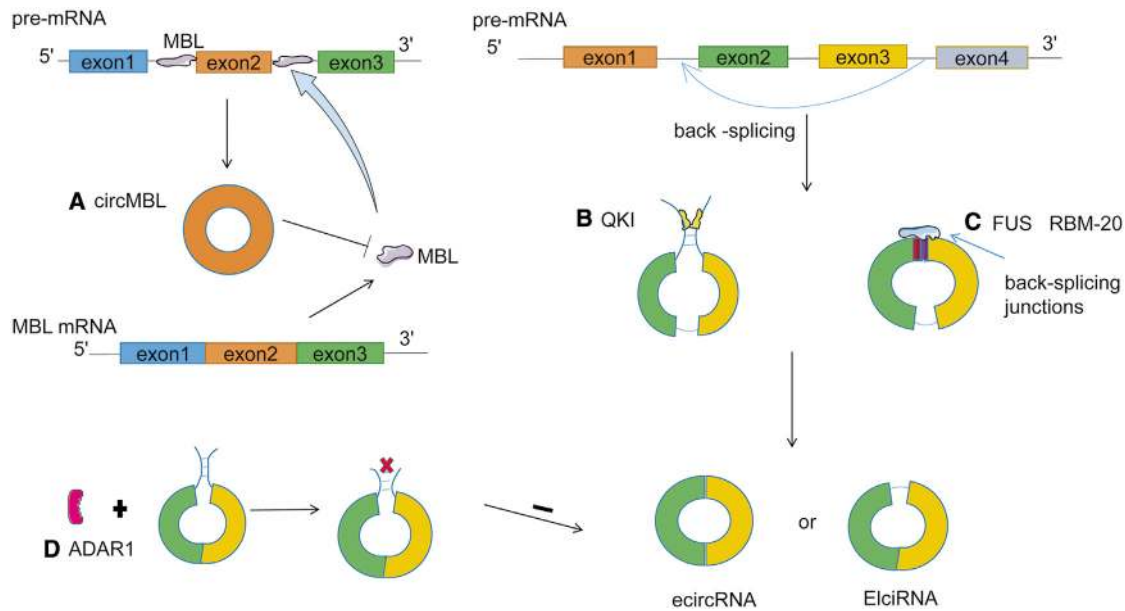 pre-mRNA
5'
exon1
MBL
exon2
exon3
3'
A circMBL
MBL
MBL mRNA
5'
exon1
exon2
exon3
3'
pre-mRNA
5'
exon1
exon2
exon3
exon4
3'
back -splicing
B QKI
C FUS RBM-20
back-splicing
junctions
D ADAR1
+
ecircRNA
or
EIciRNA